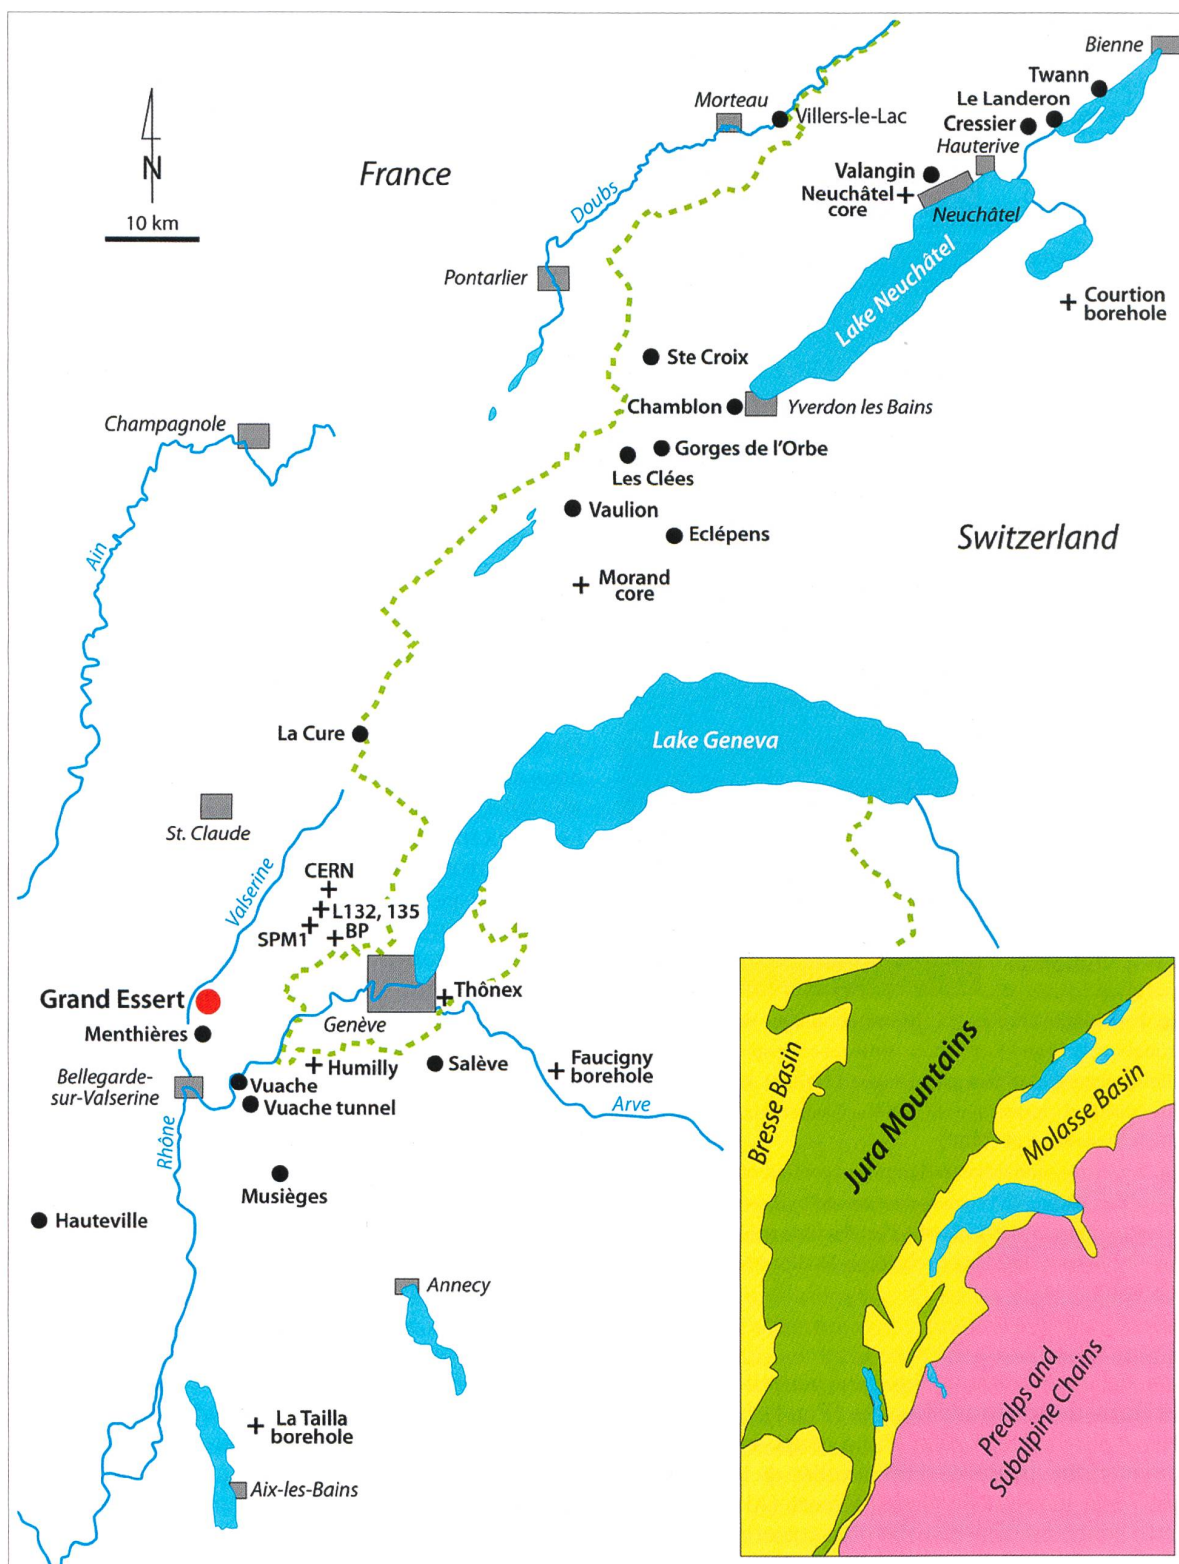 Bienne
Twann
Le Landeron
Cressier
Hauterive
Morteau
Villers-le-Lac
N
10 km
France
Valangin
Neuchâtel
core
Neuchâtel
Doubs
Lake Neuchâtel
Pontarlier
Courtion
borehole
Ste Croix
Chamblon
Yverdon les Bains
Champagnole
Gorges de l'Orbe
Les Clées
Vaulion
Eclépens
Switzerland
Ain
Morand
core
La Cure
Lake Geneva
St. Claude
Valserine
CERN
L132, 135
SPM1
BP
Grand Essert
Thônex
Menthières
Genève
Humilly
Salève
Faucigny
borehole
Bellegarde-
sur-Valserine
Vuache
Vuache tunnel
Arve
Rhône
Musièges
Hauteville
Annecy
La Tailla
borehole
Aix-les-Bains
Bresse Basin
Jura Mountains
Molasse Basin
Prealps and
Subalpine Chains